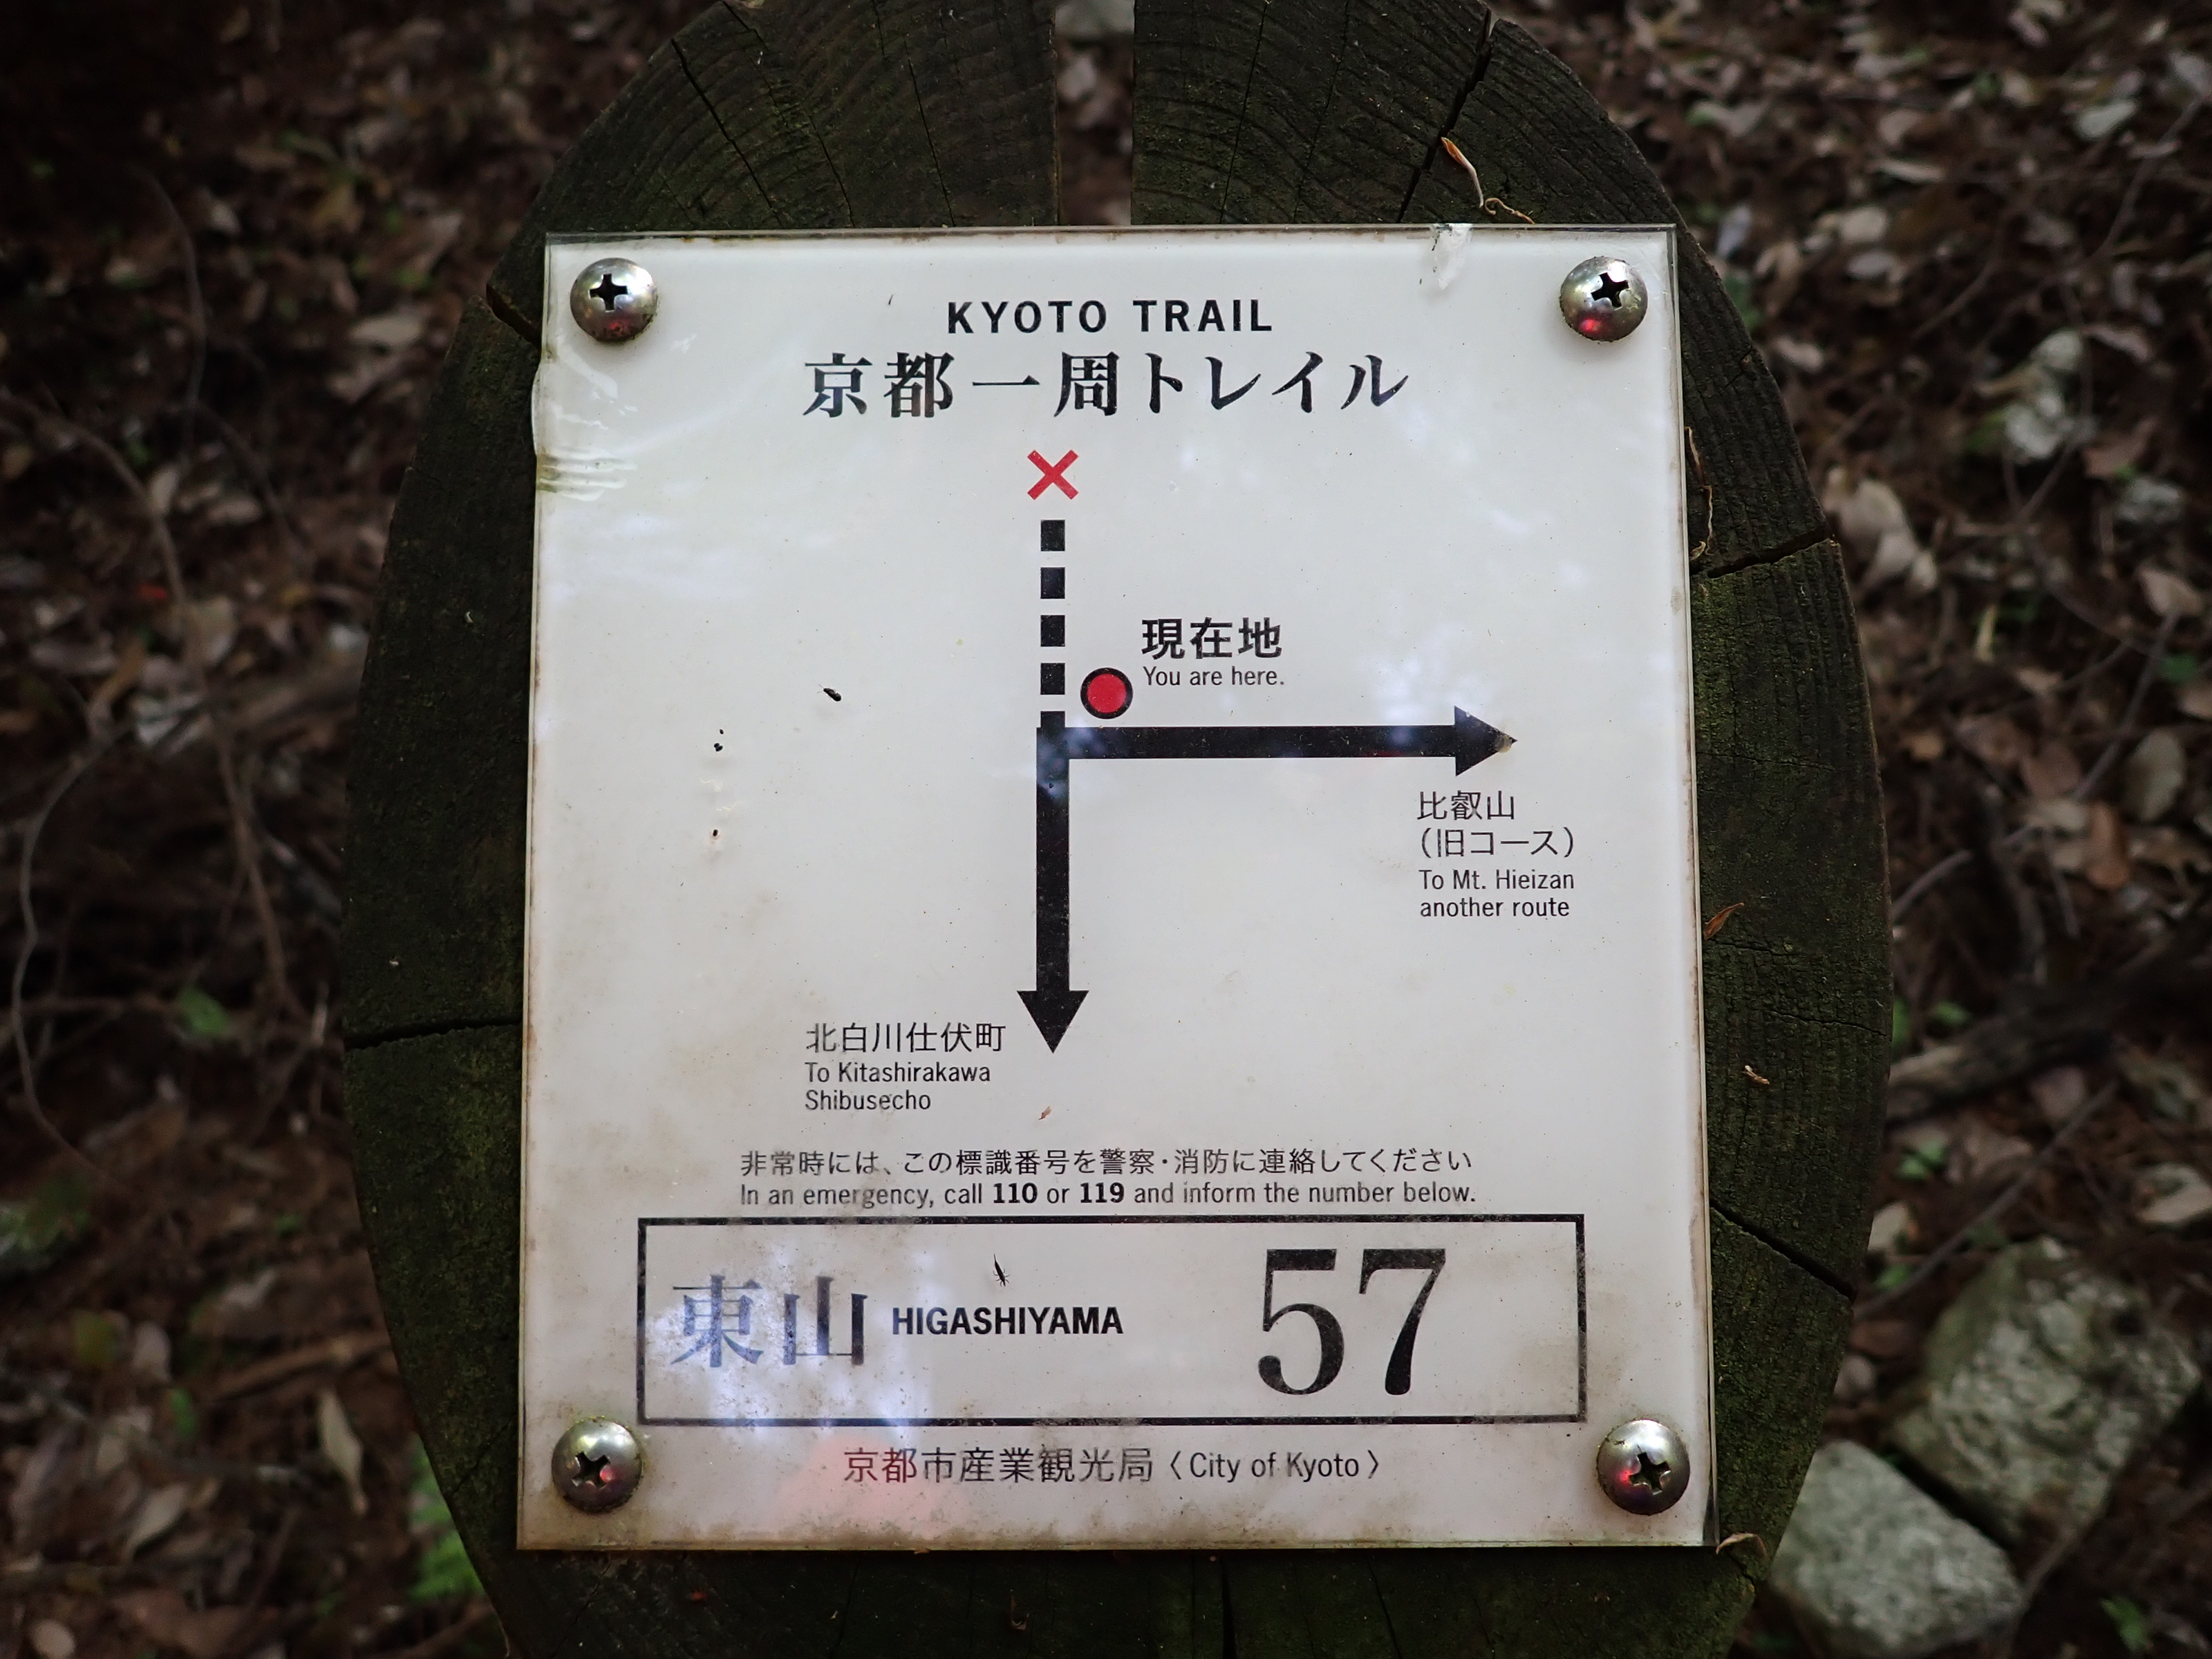 KYOTO TRAIL
京都一周トレイル
現在地
You are here.
比叡山
（旧コース）
To Mt. Hieizan
another route
北白川仕伏町
To Kitashirakawa
Shibusecho
非常時には、この標識番号を警察・消防に連絡してください
In an emergency, call 110 or 119 and inform the number below.
東山 HIGASHIYAMA 57
京都市産業観光局〈City of Kyoto〉